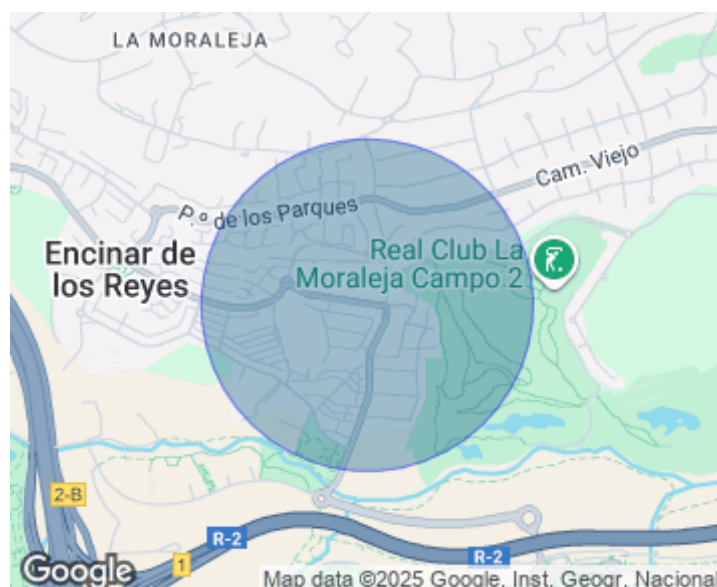 LA MORALEJA
Cam. Viejo
P.º de los Parques
Encinar de
los Reyes
Real Club La
Moraleja Campo 2
2-B
R-2
1
R-2
Google
Map data ©2025 Google, Inst. Geogr. Nacional